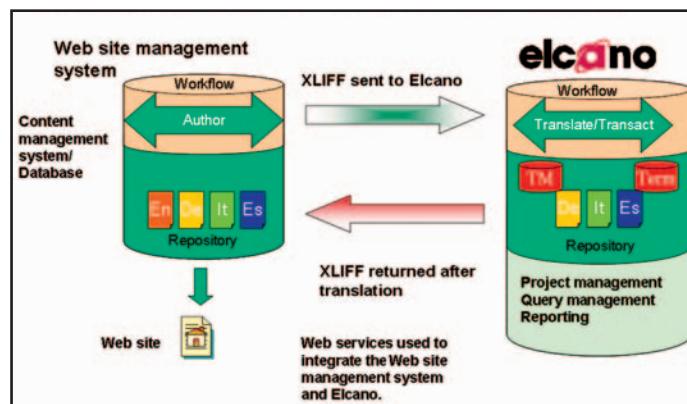 Web site management
system
Workflow
Author
Content
management
system/
Database
En De It Es
Repository
Web site
XLIFF sent to Elcano
XLIFF returned after
translation
Web services used to
integrate the Web site
management system
and Elcano.
elcano
Workflow
Translate/Transact
TM Term
De It Es
Repository
Project management
Query management
Reporting